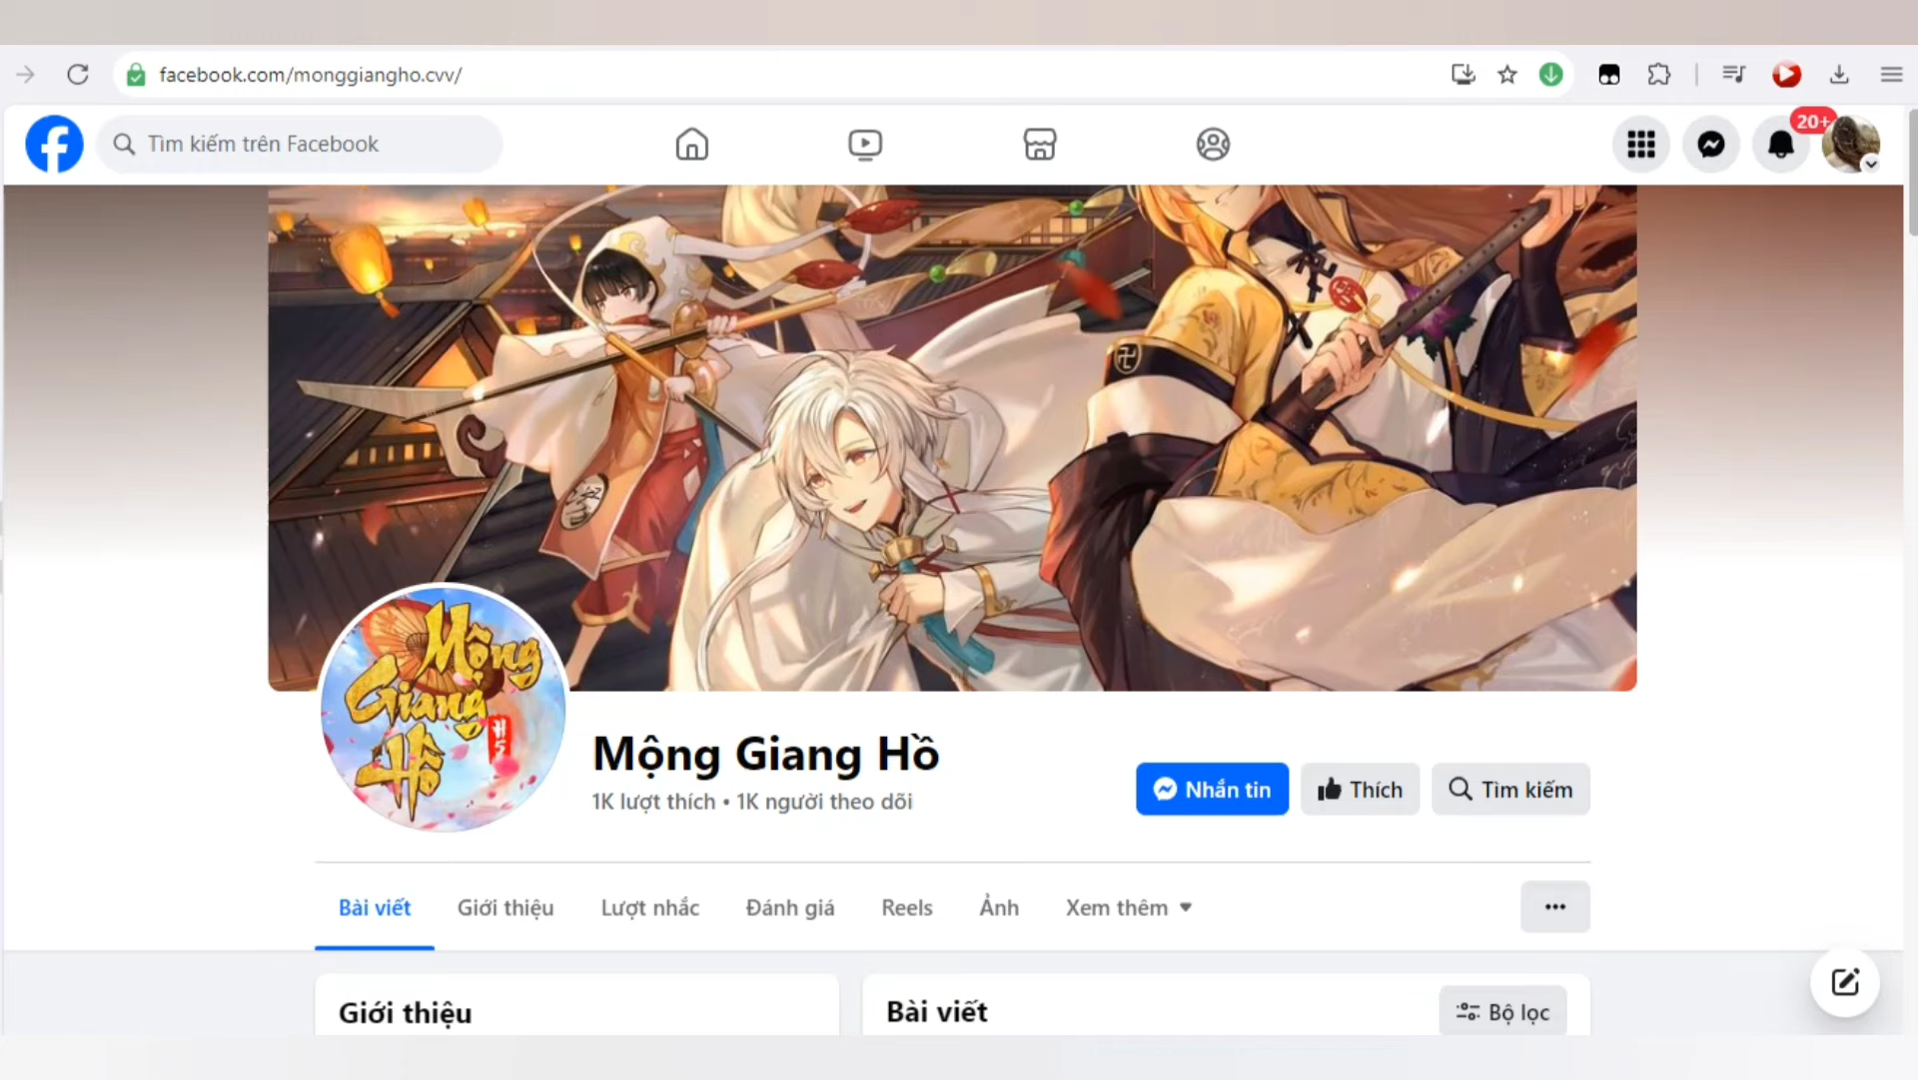 facebook.com/monggiangho.cvv/
Tìm kiếm trên Facebook
20+
Mộng
Giang
Hồ
H5
Mộng Giang Hồ
1K lượt thích • 1K người theo dõi
Nhắn tin
Thích
Tìm kiếm
Bài viết
Giới thiệu
Lượt nhắc
Đánh giá
Reels
Ảnh
Xem thêm
Giới thiệu
Bài viết
Bộ lọc